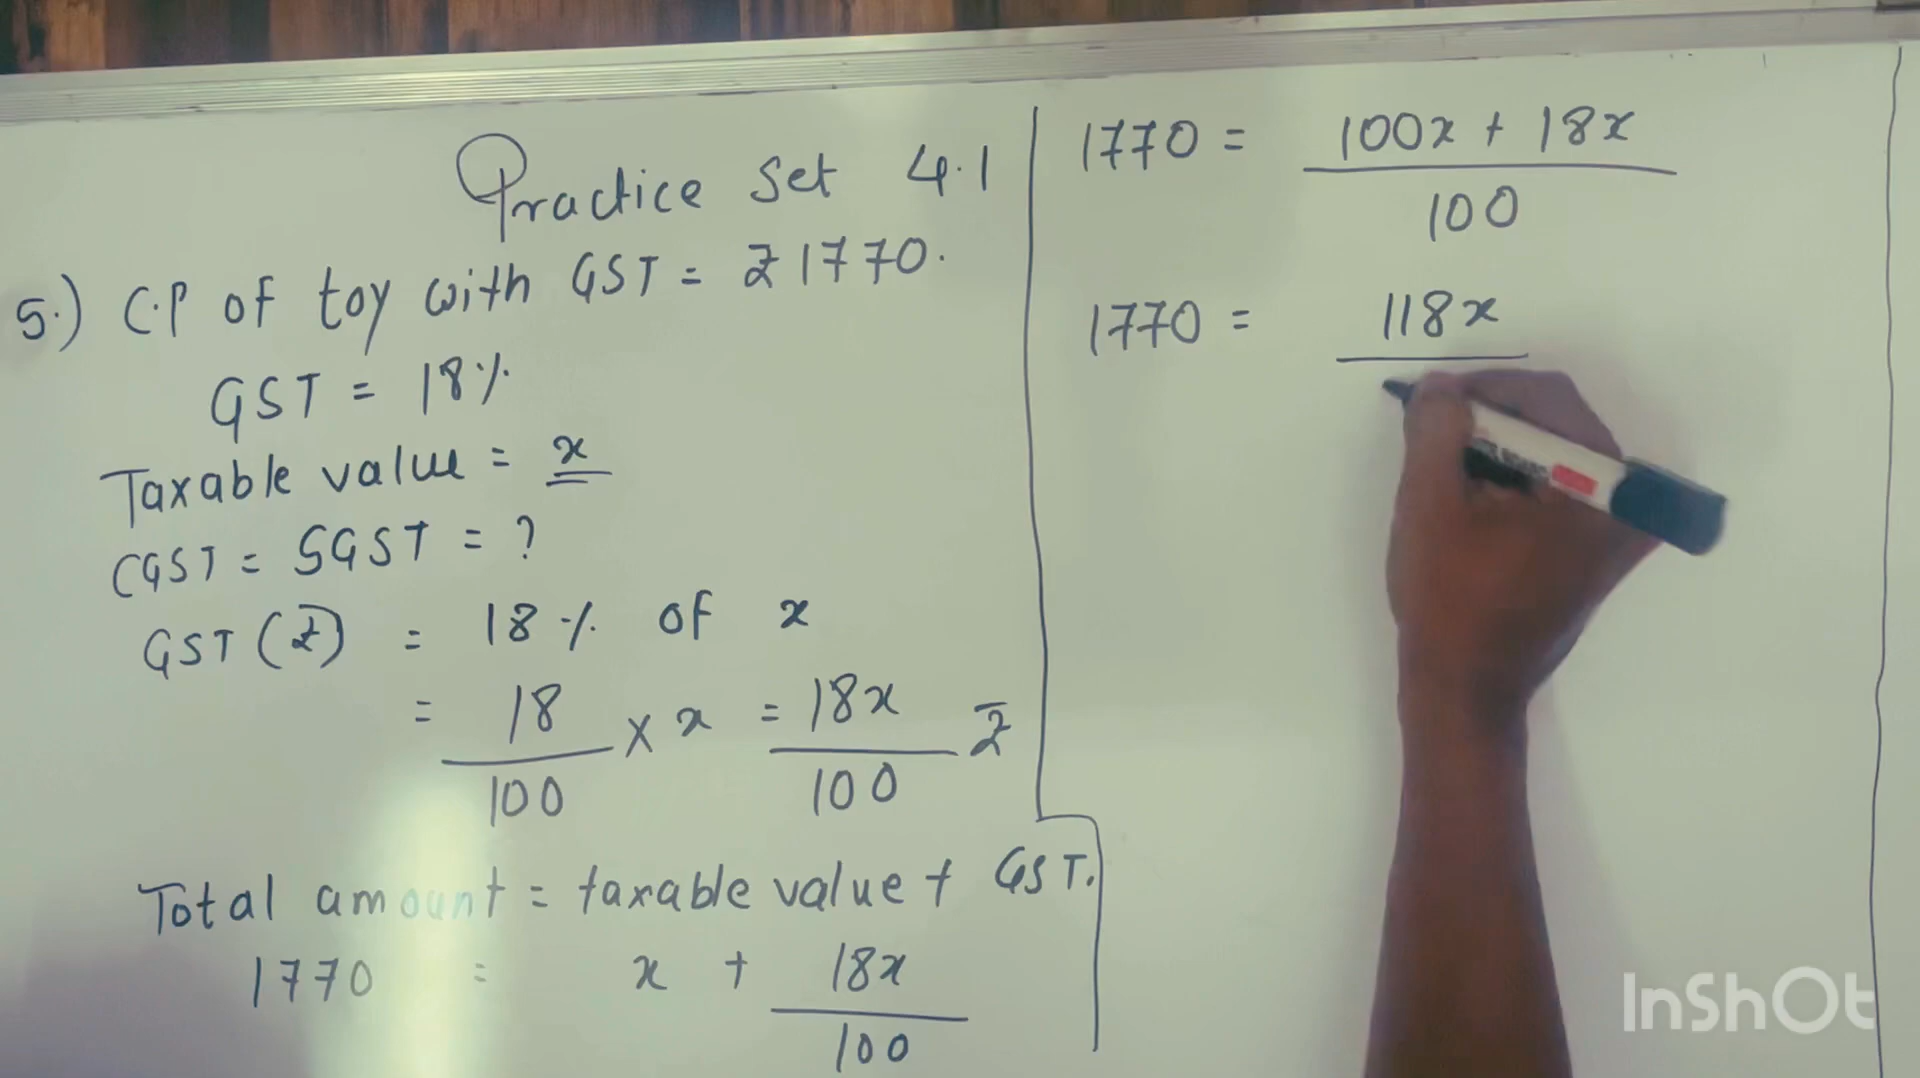 Practice Set 4.1
5.) C.P of toy with GST = ₹1770.
GST = 18%
Taxable value = x
CGST = SGST = ?
GST (₹) = 18% of x
= 18/100 × x = 18x/100 ₹
Total amount = taxable value + GST.
1770 = x + 18x/100
1770 = 100x + 18x/100
1770 = 118x
InShOt